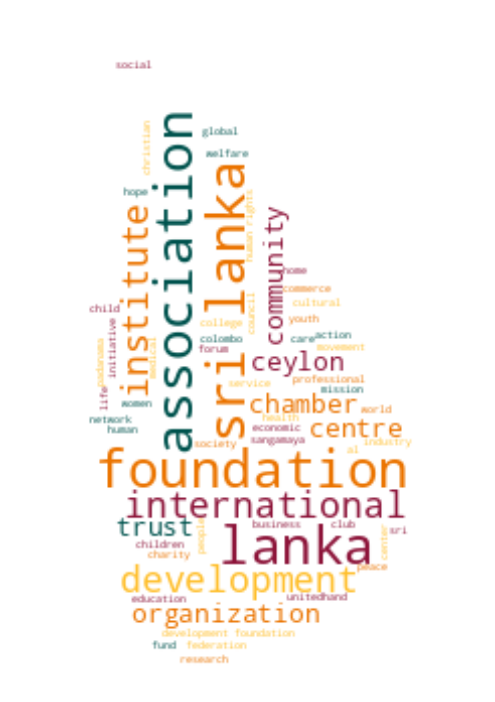 social
global
christian
association
welfare
sri lanka
hope
human rights
institute
community
home
commerce
cultural
child
initiative
council
college
youth
colombo
care
action
forum
movement
medical
padanama
ceylon
service
professional
mission
life
women
chamber
world
network
human
health
economic
centre
society
sangamaya
industry
al
foundation
international
trust
business
club
sri
people
lanka
center
children
charity
peace
development
education
unitedhand
organization
development foundation
fund
federation
research